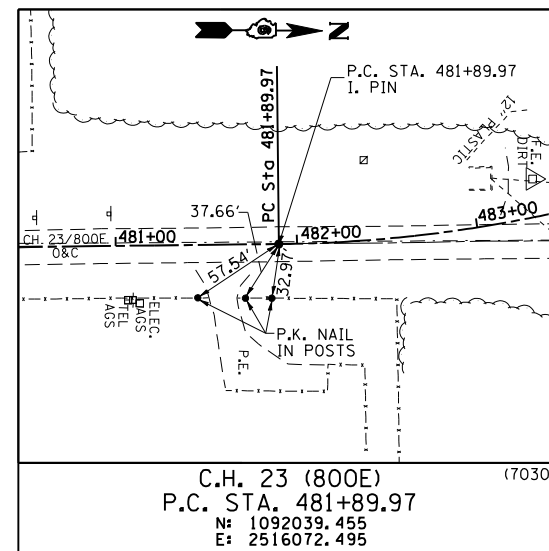 N
P.C. STA. 481+89.97
I. PIN
PC Sta 481+89.97
12" PLASTIC
F.E.
DIRT
37.66'
483+00
482+00
481+00
C.H. 23/800E
O&C
57.54'
32.97'
ELEC.
AGS
TEL
AGS
P.K. NAIL
IN POSTS
P.E.
C.H. 23 (800E)
(7030
P.C. STA. 481+89.97
N: 1092039.455
E: 2516072.495